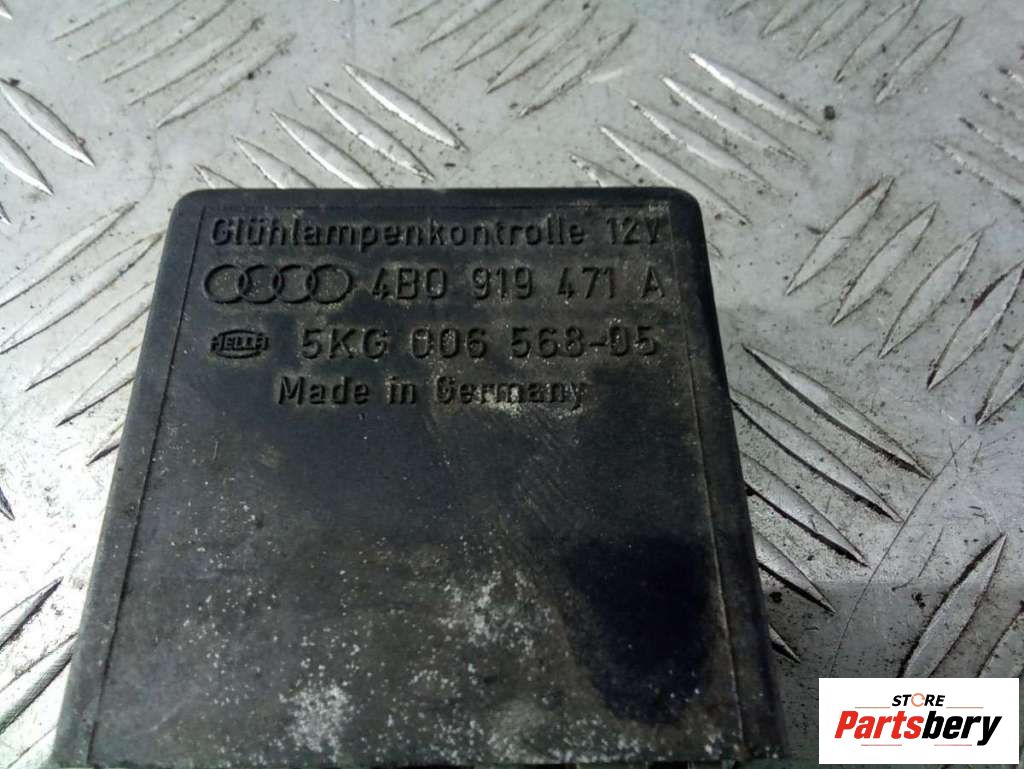 Glühlampenkontrolle 12V
4B0 919 471 A
HELLA 5KG 006 568-05
Made in Germany
STORE
Partsbery